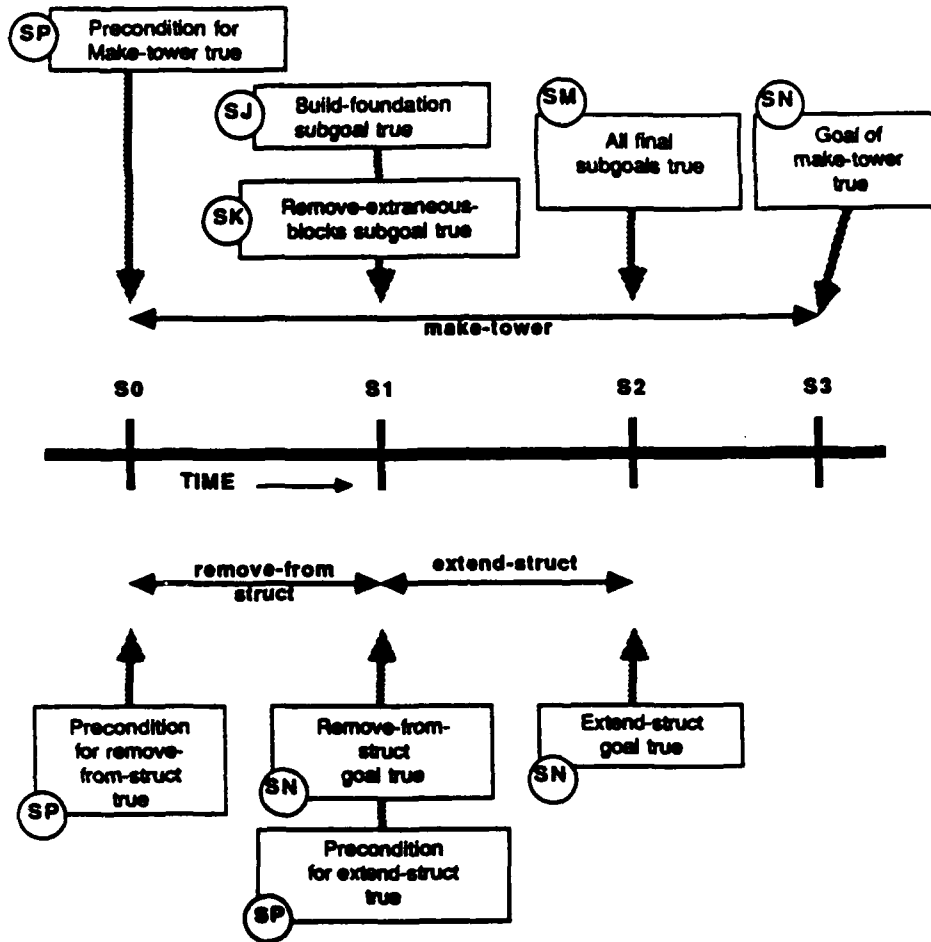 SP
Precondition for
Make-tower true
SJ
Build-foundation
subgoal true
SK
Remove-extraneous-
blocks subgoal true
SM
All final
subgoals true
SN
Goal of
make-tower
true
make-tower
S0
S1
S2
S3
TIME
remove-from
struct
extend-struct
Precondition
for remove-
from-struct
true
SP
Remove-from-
struct
goal true
SN
Precondition
for extend-struct
true
SP
Extend-struct
goal true
SN